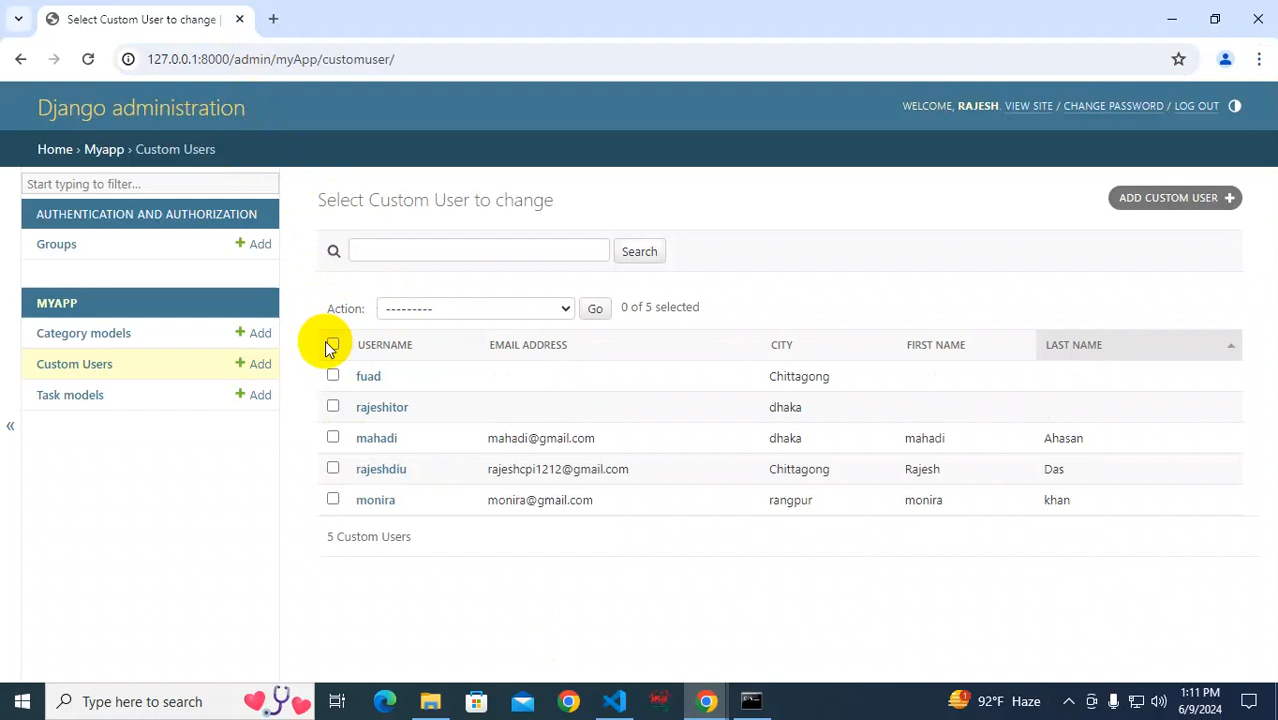 Select Custom User to change |
127.0.0.1:8000/admin/myApp/customuser/
Django administration
WELCOME, RAJESH. VIEW SITE / CHANGE PASSWORD / LOG OUT
Home › Myapp › Custom Users
Start typing to filter...
AUTHENTICATION AND AUTHORIZATION
Groups + Add
MYAPP
Category models + Add
Custom Users + Add
Task models + Add
«
Select Custom User to change
ADD CUSTOM USER +
Search
Action: --------- Go 0 of 5 selected
USERNAME EMAIL ADDRESS CITY FIRST NAME LAST NAME
fuad Chittagong
rajeshitor dhaka
mahadi mahadi@gmail.com dhaka mahadi Ahasan
rajeshdiu rajeshcpi1212@gmail.com Chittagong Rajesh Das
monira monira@gmail.com rangpur monira khan
5 Custom Users
Type here to search
92°F Haze
1:11 PM
6/9/2024